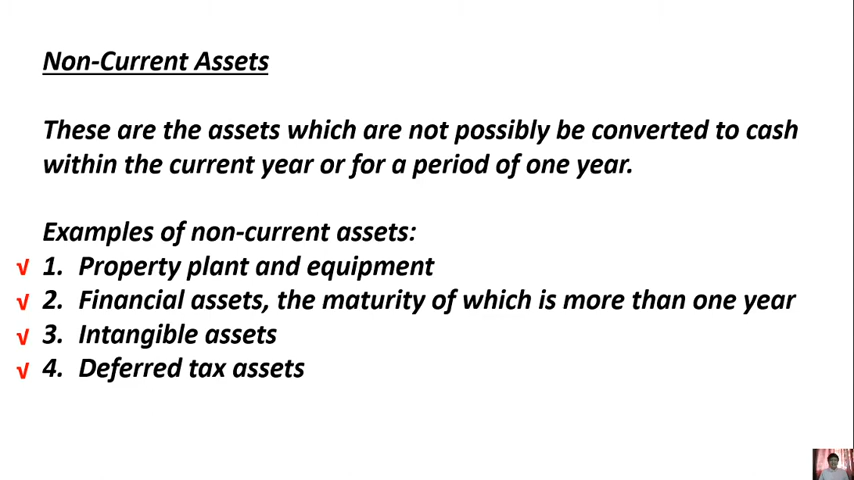 Non-Current Assets
These are the assets which are not possibly be converted to cash
within the current year or for a period of one year.
Examples of non-current assets:
√ 1. Property plant and equipment
√ 2. Financial assets, the maturity of which is more than one year
√ 3. Intangible assets
√ 4. Deferred tax assets